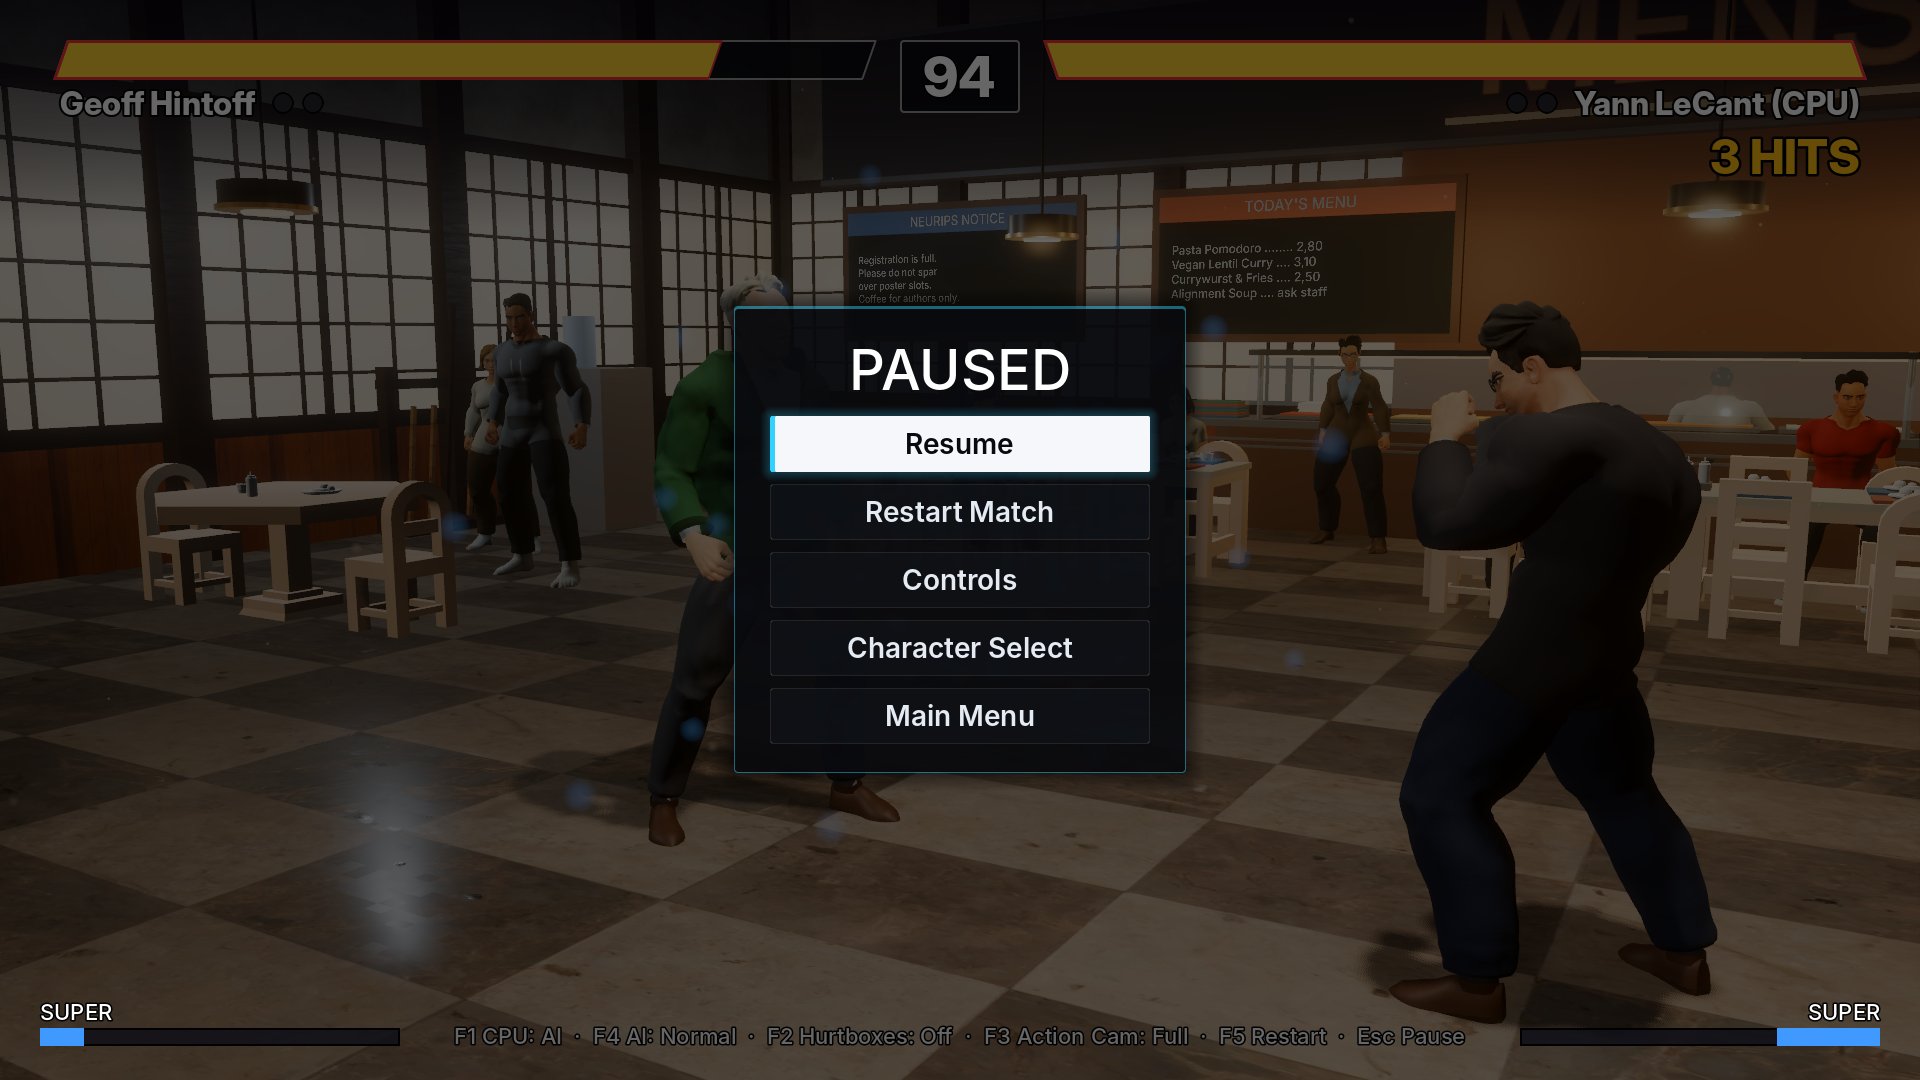 MENS
94
Geoff Hintoff
Yann LeCant (CPU)
3 HITS
NEURIPS NOTICE
Registration is full.
Please do not spar
over poster slots.
Coffee for authors only.
TODAY'S MENU
Pasta Pomodoro ........ 2,80
Vegan Lentil Curry .... 3,10
Currywurst & Fries .... 2,50
Alignment Soup .... ask staff
PAUSED
Resume
Restart Match
Controls
Character Select
Main Menu
SUPER
SUPER
F1 CPU: AI · F4 AI: Normal · F2 Hurtboxes: Off · F3 Action Cam: Full · F5 Restart · Esc Pause